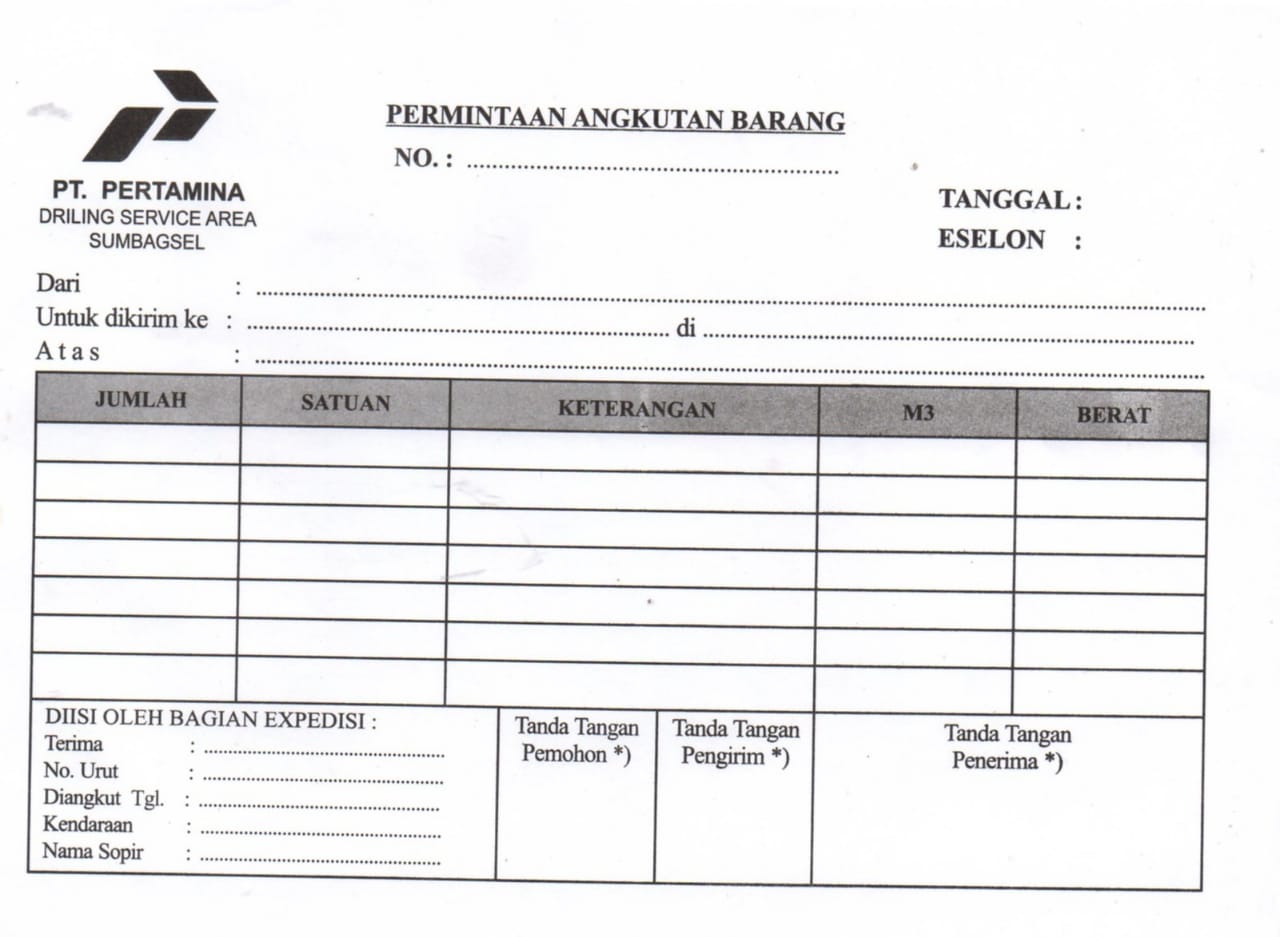 PERMINTAAN ANGKUTAN BARANG
NO. : ........................................
PT. PERTAMINA
DRILING SERVICE AREA
SUMBAGSEL
TANGGAL :
ESELON :
Dari : ........................................
Untuk dikirim ke : ........................................ di ........................................
Atas : ........................................
JUMLAH SATUAN KETERANGAN M3 BERAT
DIISI OLEH BAGIAN EXPEDISI :
Terima : ........................................
No. Urut : ........................................
Diangkut Tgl. : ........................................
Kendaraan : ........................................
Nama Sopir : ........................................
Tanda Tangan
Pemohon *)
Tanda Tangan
Pengirim *)
Tanda Tangan
Penerima *)